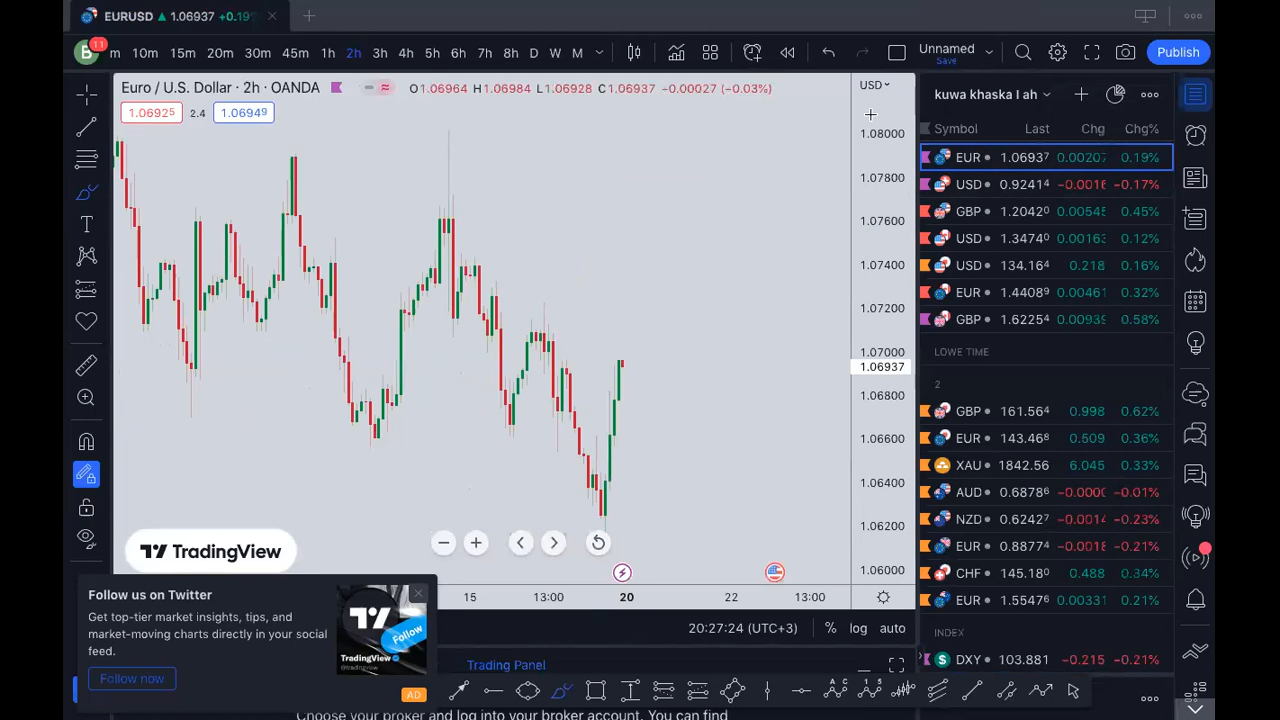 EURUSD ▲ 1.06937 +0.19%
B 11 m 10m 15m 20m 30m 45m 1h 2h 3h 4h 5h 6h 7h 8h D W M Unnamed Save Publish
Euro / U.S. Dollar · 2h · OANDA O1.06964 H1.06984 L1.06928 C1.06937 −0.00027 (−0.03%)
1.06925 2.4 1.06949
USD
1.08000
1.07800
1.07600
1.07400
1.07200
1.07000
1.06937
1.06800
1.06600
1.06400
1.06200
1.06000
TradingView
15 13:00 20 22 13:00
20:27:24 (UTC+3) % log auto
Trading Panel
Follow us on Twitter
Get top-tier market insights, tips, and
market-moving charts directly in your social
feed.
Follow now
Follow
TradingView
AD
Choose your broker and log into your broker account. You can find
kuwa khaska l ah
Symbol Last Chg Chg%
EUR 1.06937 0.00207 0.19%
USD 0.92414 −0.0016 −0.17%
GBP 1.20420 0.00545 0.45%
USD 1.34740 0.00163 0.12%
USD 134.164 0.218 0.16%
EUR 1.44089 0.00461 0.32%
GBP 1.62254 0.00939 0.58%
LOWE TIME
2
GBP 161.564 0.998 0.62%
EUR 143.468 0.509 0.36%
XAU 1842.56 6.045 0.33%
AUD 0.68786 −0.0000 −0.01%
NZD 0.62427 −0.0014 −0.23%
EUR 0.88774 −0.0018 −0.21%
CHF 145.180 0.488 0.34%
EUR 1.55476 0.00331 0.21%
INDEX
DXY 103.881 −0.215 −0.21%